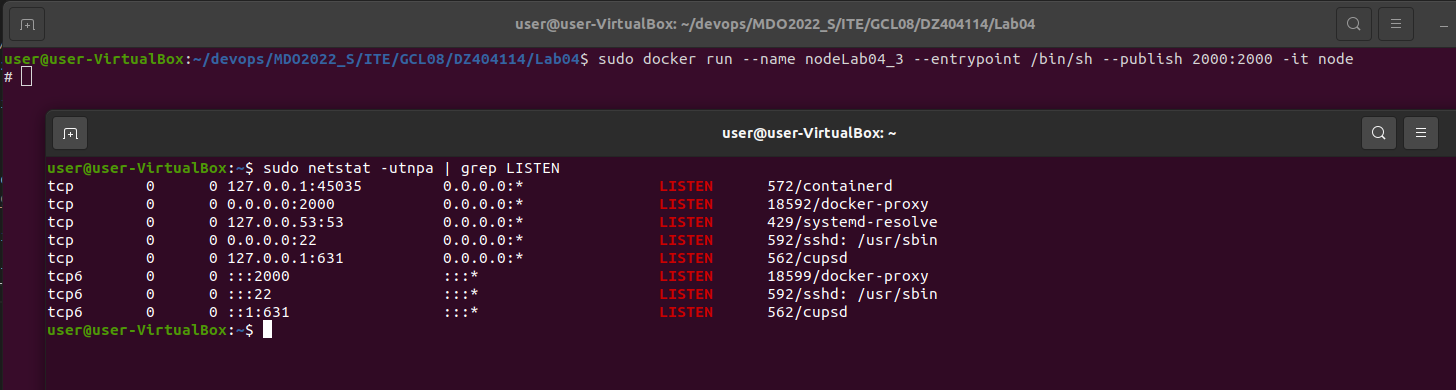 user@user-VirtualBox: ~/devops/MDO2022_S/ITE/GCL08/DZ404114/Lab04
user@user-VirtualBox:~/devops/MDO2022_S/ITE/GCL08/DZ404114/Lab04$ sudo docker run --name nodeLab04_3 --entrypoint /bin/sh --publish 2000:2000 -it node
#
user@user-VirtualBox: ~
user@user-VirtualBox:~$ sudo netstat -utnpa | grep LISTEN
tcp        0      0 127.0.0.1:45035         0.0.0.0:*               LISTEN      572/containerd
tcp        0      0 0.0.0.0:2000            0.0.0.0:*               LISTEN      18592/docker-proxy
tcp        0      0 127.0.0.53:53           0.0.0.0:*               LISTEN      429/systemd-resolve
tcp        0      0 0.0.0.0:22              0.0.0.0:*               LISTEN      592/sshd: /usr/sbin
tcp        0      0 127.0.0.1:631           0.0.0.0:*               LISTEN      562/cupsd
tcp6       0      0 :::2000                 :::*                    LISTEN      18599/docker-proxy
tcp6       0      0 :::22                   :::*                    LISTEN      592/sshd: /usr/sbin
tcp6       0      0 ::1:631                 :::*                    LISTEN      562/cupsd
user@user-VirtualBox:~$